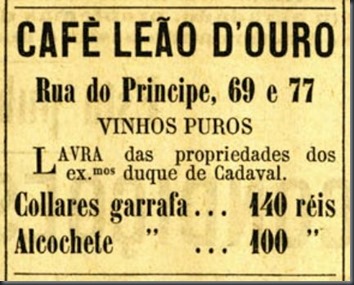 CAFÈ LEÃO D'OURO
Rua do Principe, 69 e 77
VINHOS PUROS
LAVRA das propriedades dos
ex.mos duque de Cadaval.
Collares garrafa... 140 réis
Alcochete " ... 100 "